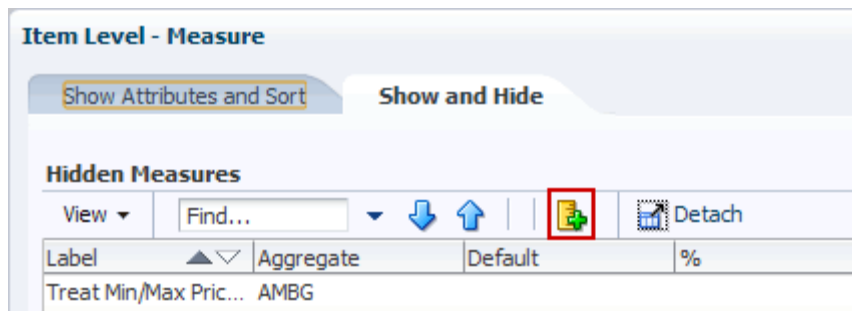 Item Level - Measure
Show Attributes and Sort Show and Hide
Hidden Measures
View Find... Detach
Label Aggregate Default %
Treat Min/Max Pric... AMBG